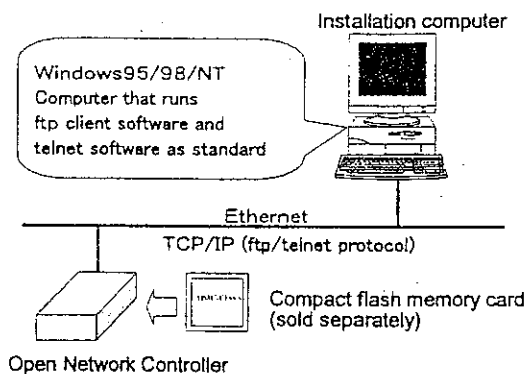 Installation computer
Windows95/98/NT
Computer that runs
ftp client software and
telnet software as standard
Ethernet
TCP/IP (ftp/telnet protocol)
Compact flash memory card
(sold separately)
Open Network Controller